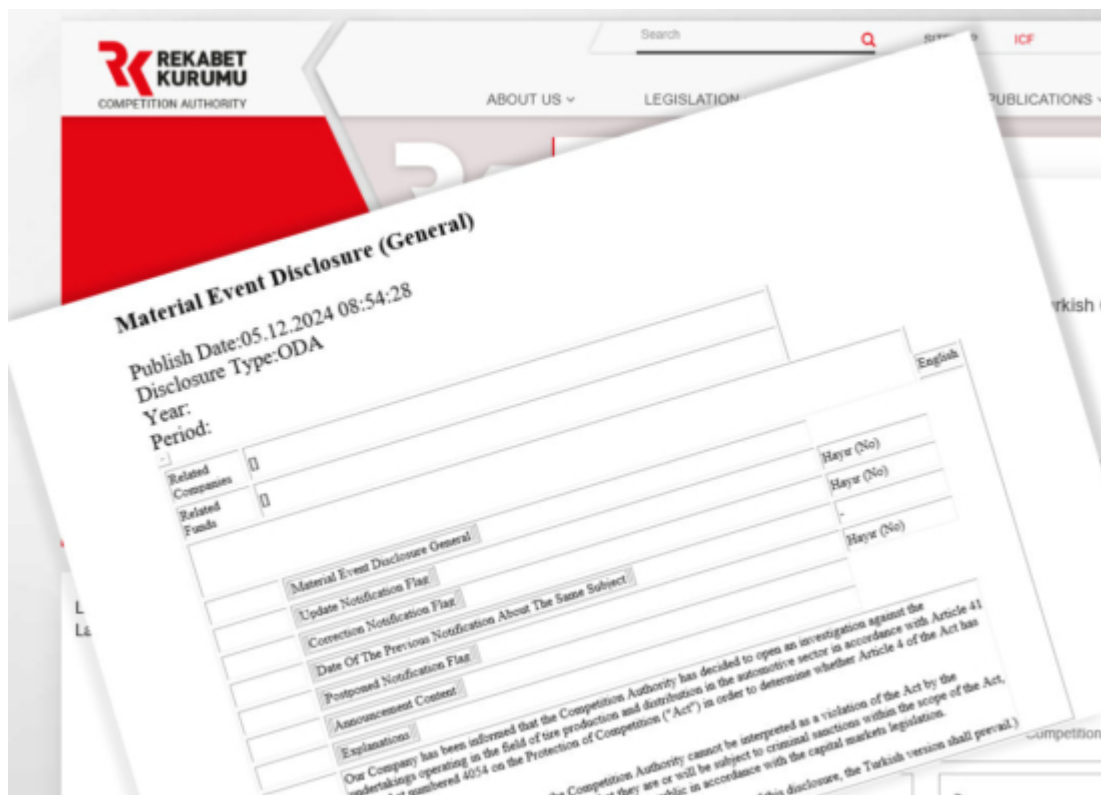 REKABET
KURUMU
COMPETITION AUTHORITY
Search
ICF
ABOUT US
LEGISLATION
PUBLICATIONS
Material Event Disclosure (General)
Publish Date:05.12.2024 08:54:28
Disclosure Type:ODA
Year:
Period:
-
Related
Companies
[]
Related
Funds
[]
English
Material Event Disclosure General
Update Notification Flag
Hayır (No)
Correction Notification Flag
Hayır (No)
Date Of The Previous Notification About The Same Subject
-
Postponed Notification Flag
Hayır (No)
Announcement Content
Explanations
Our Company has been informed that the Competition Authority has decided to open an investigation against the
undertakings operating in the field of tire production and distribution in the automotive sector in accordance with Article 41
numbered 4054 on the Protection of Competition ("Act") in order to determine whether Article 4 of the Act has
the Competition Authority cannot be interpreted as a violation of the Act by the
they are or will be subject to criminal sanctions within the scope of the Act,
in accordance with the capital markets legislation.
this disclosure, the Turkish version shall prevail.)